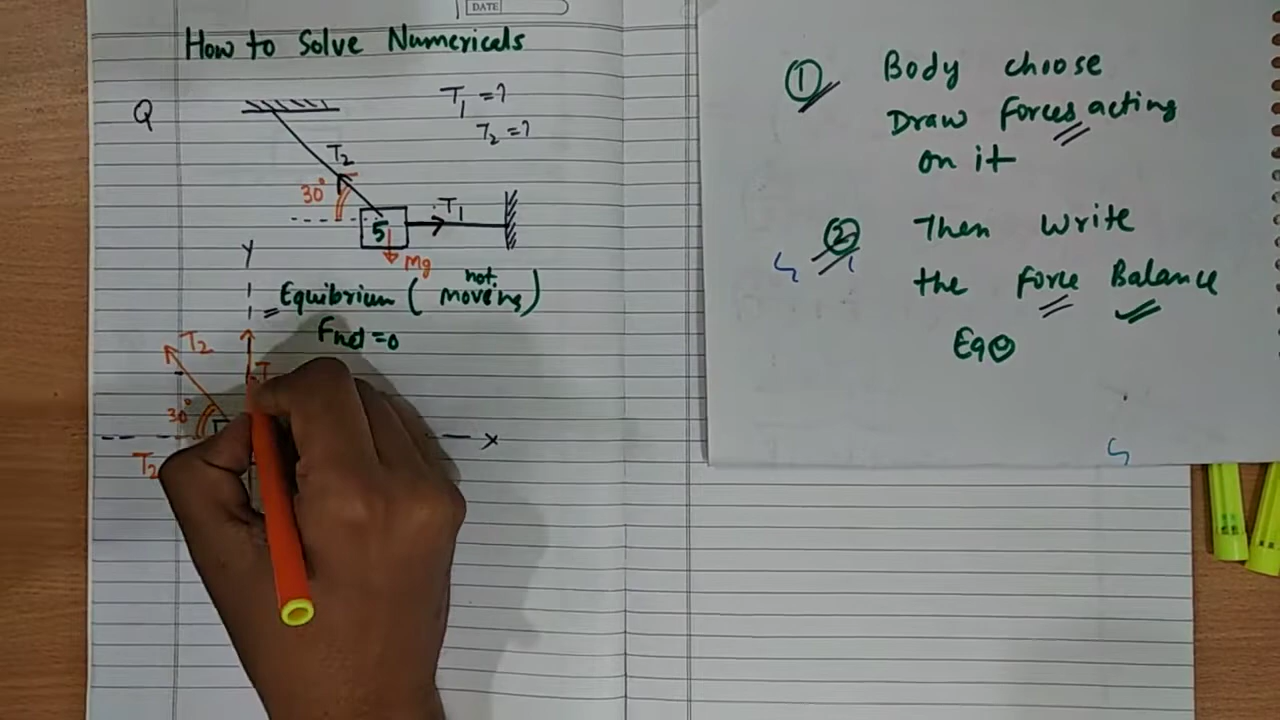 DATE
How to Solve Numericals
Q
T1 = ?
T2 = ?
T2
30°
T1
5
Mg
Y
Equibrium ( not moving )
Fnet = 0
T2
30°
T
T2
X
① Body choose
Draw forces acting
on it
② Then write
the force Balance
Eq